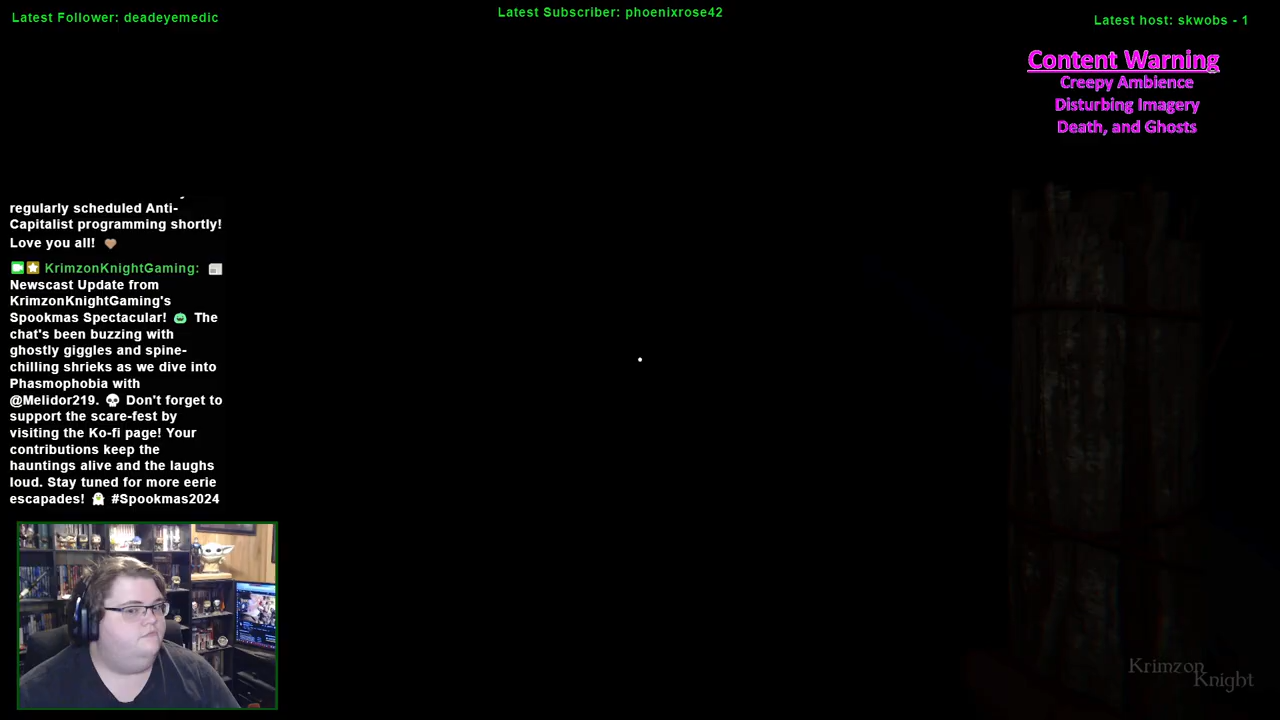 Latest Follower: deadeyemedic
Latest Subscriber: phoenixrose42
Latest host: skwobs - 1
Content Warning
Creepy Ambience
Disturbing Imagery
Death, and Ghosts
regularly scheduled Anti-
Capitalist programming shortly!
Love you all!
KrimzonKnightGaming:
Newscast Update from
KrimzonKnightGaming's
Spookmas Spectacular! The
chat's been buzzing with
ghostly giggles and spine-
chilling shrieks as we dive into
Phasmophobia with
@Melidor219. Don't forget to
support the scare-fest by
visiting the Ko-fi page! Your
contributions keep the
hauntings alive and the laughs
loud. Stay tuned for more eerie
escapades! #Spookmas2024
Krimzon
Knight